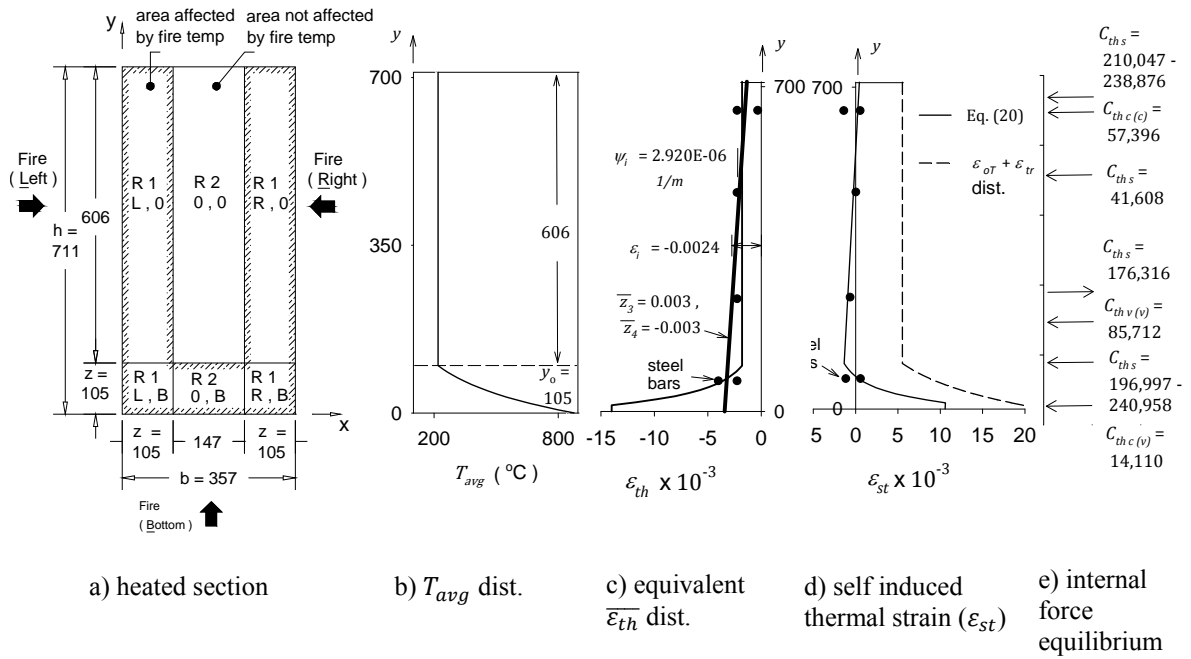 y
area affected
by fire temp
area not affected
by fire temp
Fire
( Left)
Fire
( Right)
R 1
L , 0
R 2
0 , 0
R 1
R, 0
h =
711
606
z =
105
R 1
L, B
R 2
0 , B
R 1
R , B
x
z =
105
147
z =
105
b = 357
Fire
( Bottom )
a) heated section
y
700
350
0
606
y₀ =
105
200
800
T_avg ( °C)
b) T_avg dist.
y
700
0
ψ_i = 2.920E-06
1/m
ε_i = -0.0024
z̅₃ = 0.003 ,
z̅₄ = -0.003
steel
bars
-15 -10 -5 0
ε_th x 10⁻³
c) equivalent
ε̅_th dist.
y
700
0
Eq. (20)
ε_oT + ε_tr
dist.
el
s
5 0 5 10 15 20
ε_st x 10⁻³
d) self induced
thermal strain (ε_st)
C_th s =
210,047 -
238,876
C_th c (c) =
57,396
C_th s =
41,608
C_th s =
176,316
C_th v (v) =
85,712
C_th s =
196,997 -
240,958
C_th c (v) =
14,110
e) internal
force
equilibrium